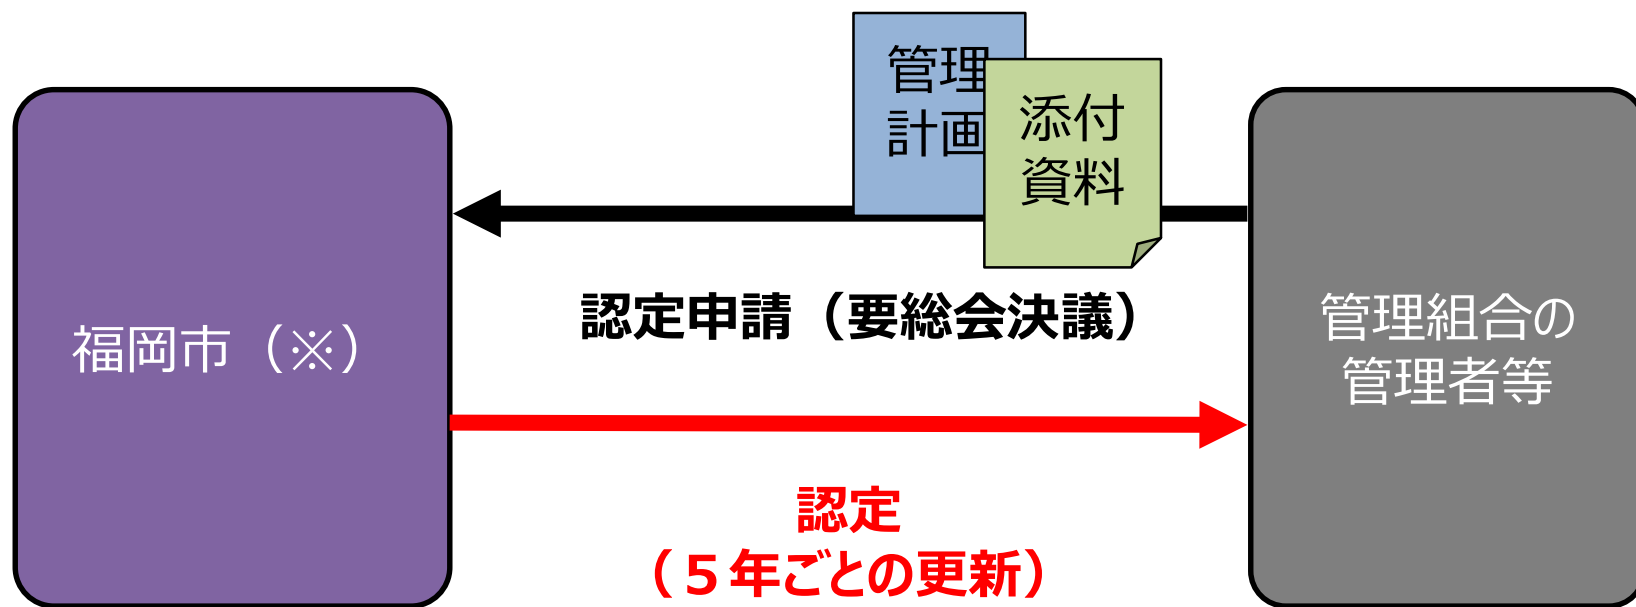 管理
計画
添付
資料
認定申請（要総会決議）
福岡市（※）
管理組合の
管理者等
認定
（５年ごとの更新）